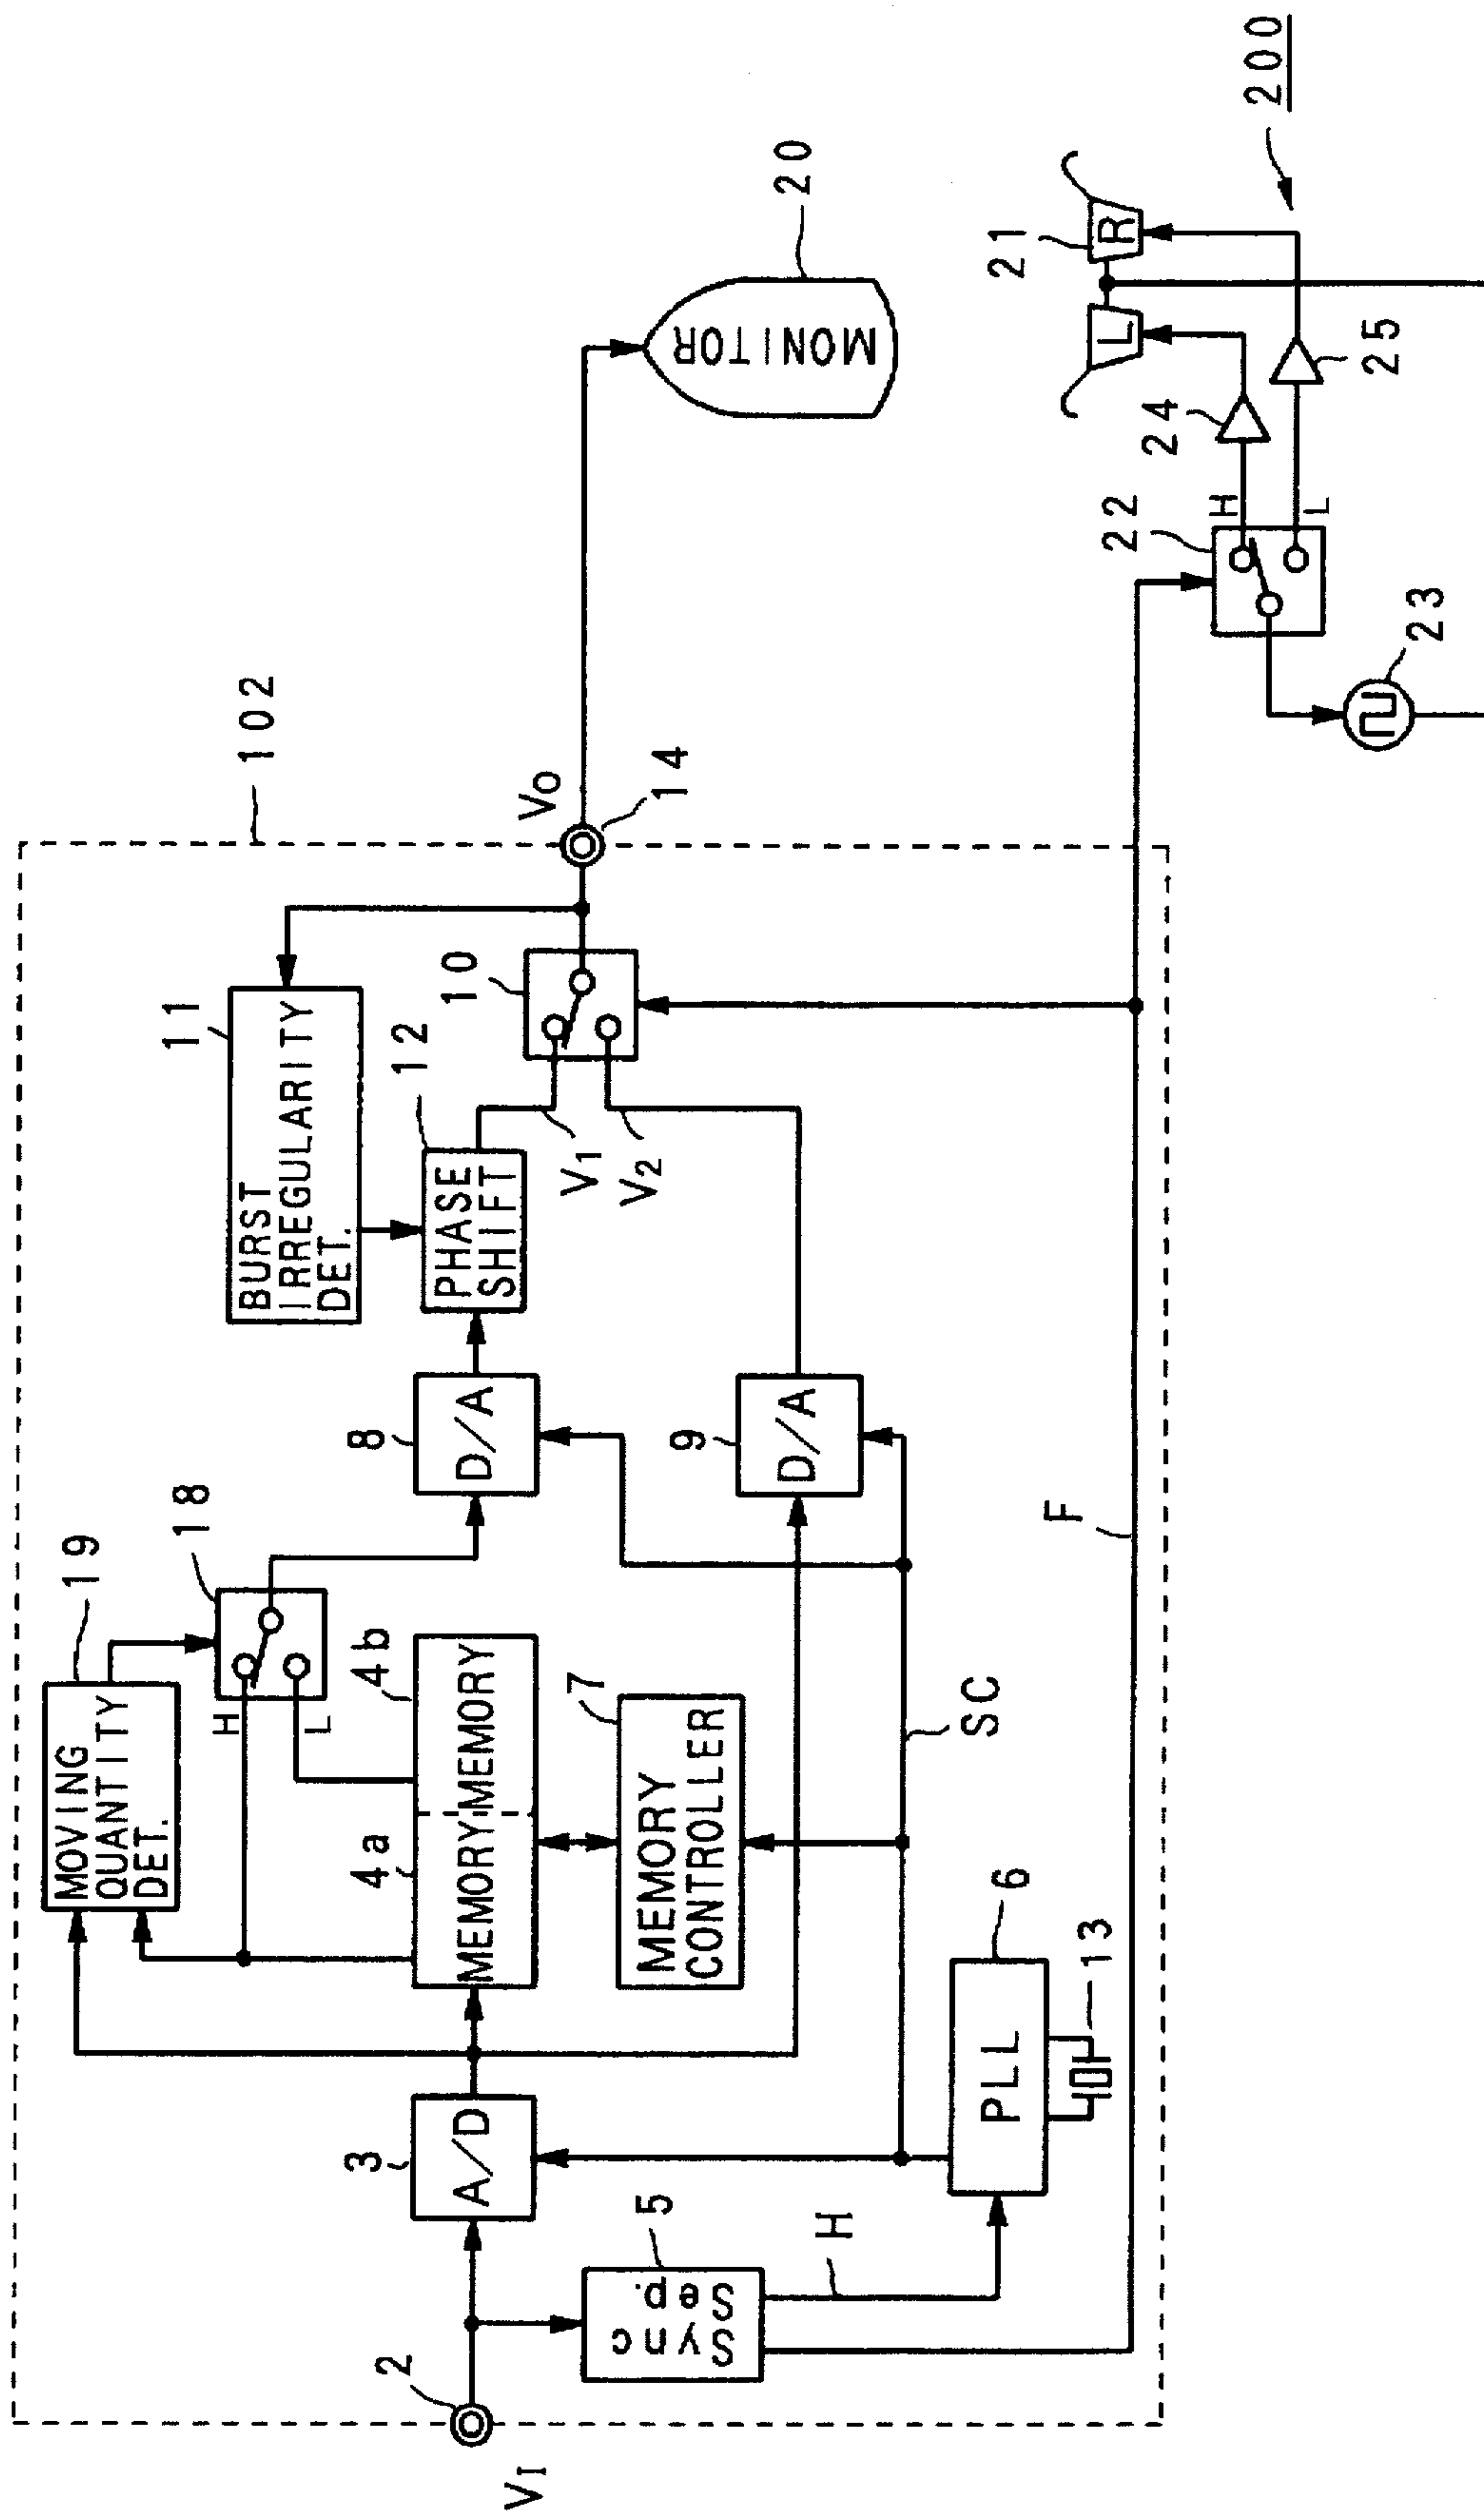 102
200
19
MOVING
QUANTITY
DET.
18
H
L
11
BURST
IRREGULARITY
DET.
VI
2
3
A/D
4a
MEMORY
4b
MEMORY
8
D/A
12
PHASE
SHIFT
10
V1
V2
VO
14
20
MONITOR
7
MEMORY
CONTROLLER
9
D/A
5
Sync
Sep.
H
6
PLL
13
SC
F
21
L
R
22
H
L
24
25
23